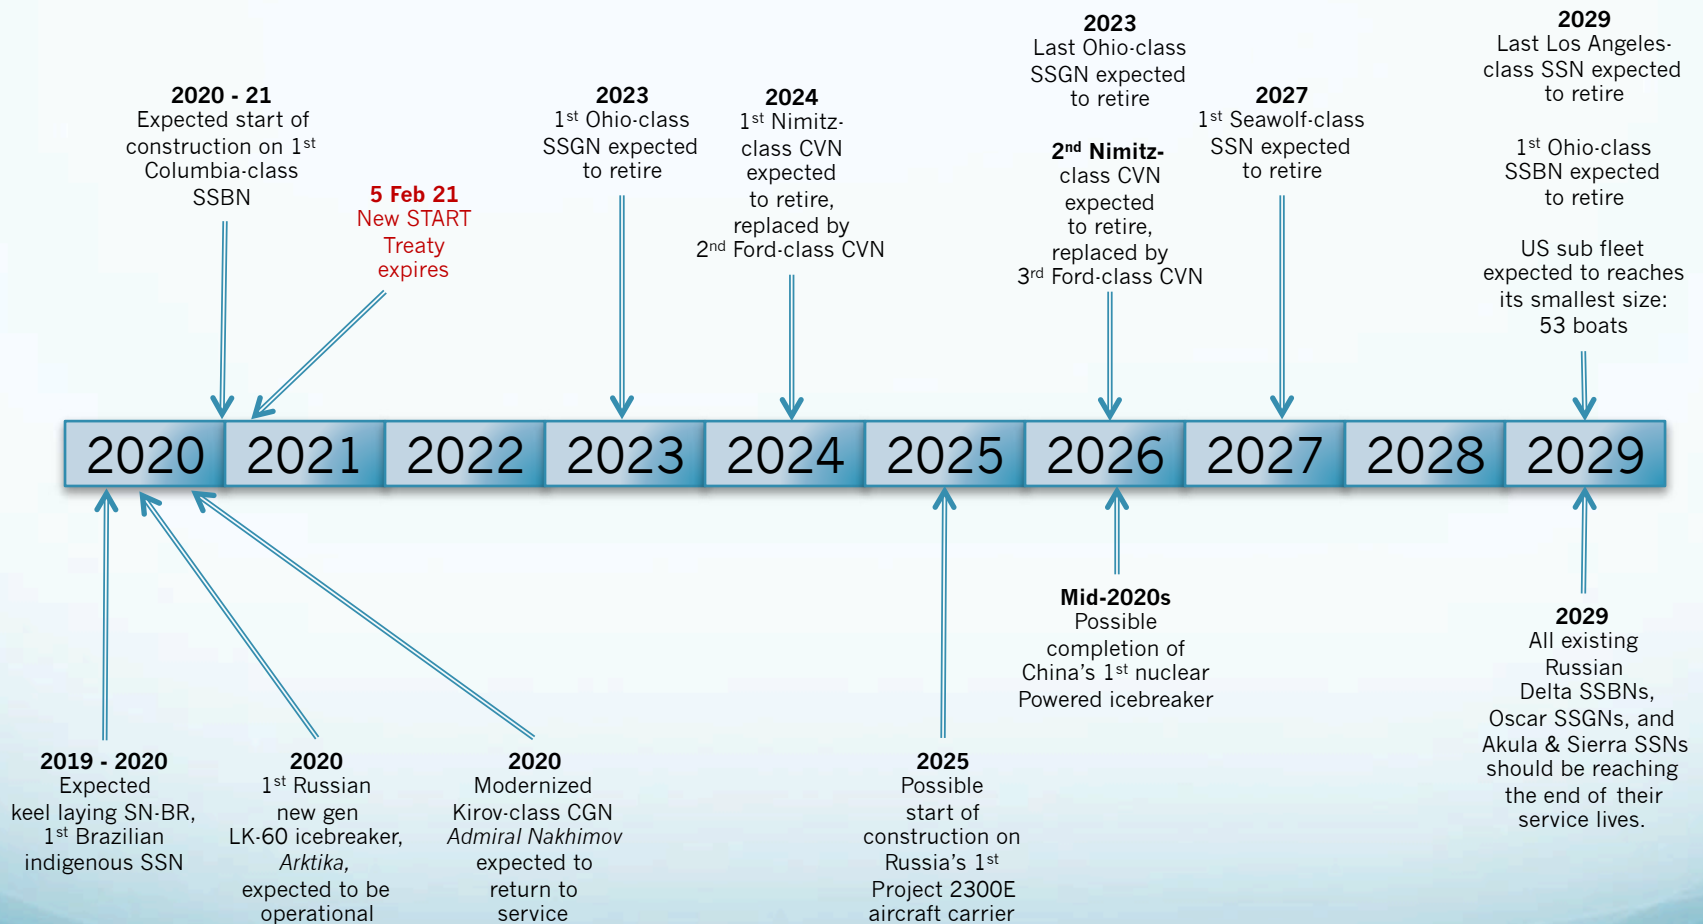 2020 - 21
Expected start of
construction on 1st
Columbia-class
SSBN
5 Feb 21
New START
Treaty
expires
2023
1st Ohio-class
SSGN expected
to retire
2024
1st Nimitz-
class CVN
expected
to retire,
replaced by
2nd Ford-class CVN
2023
Last Ohio-class
SSGN expected
to retire
2nd Nimitz-
class CVN
expected
to retire,
replaced by
3rd Ford-class CVN
2027
1st Seawolf-class
SSN expected
to retire
2029
Last Los Angeles-
class SSN expected
to retire
1st Ohio-class
SSBN expected
to retire
US sub fleet
expected to reaches
its smallest size:
53 boats
2020 2021 2022 2023 2024 2025 2026 2027 2028 2029
2019 - 2020
Expected
keel laying SN-BR,
1st Brazilian
indigenous SSN
2020
1st Russian
new gen
LK-60 icebreaker,
Arktika,
expected to be
operational
2020
Modernized
Kirov-class CGN
Admiral Nakhimov
expected to
return to
service
2025
Possible
start of
construction on
Russia's 1st
Project 2300E
aircraft carrier
Mid-2020s
Possible
completion of
China's 1st nuclear
Powered icebreaker
2029
All existing
Russian
Delta SSBNs,
Oscar SSGNs, and
Akula & Sierra SSNs
should be reaching
the end of their
service lives.